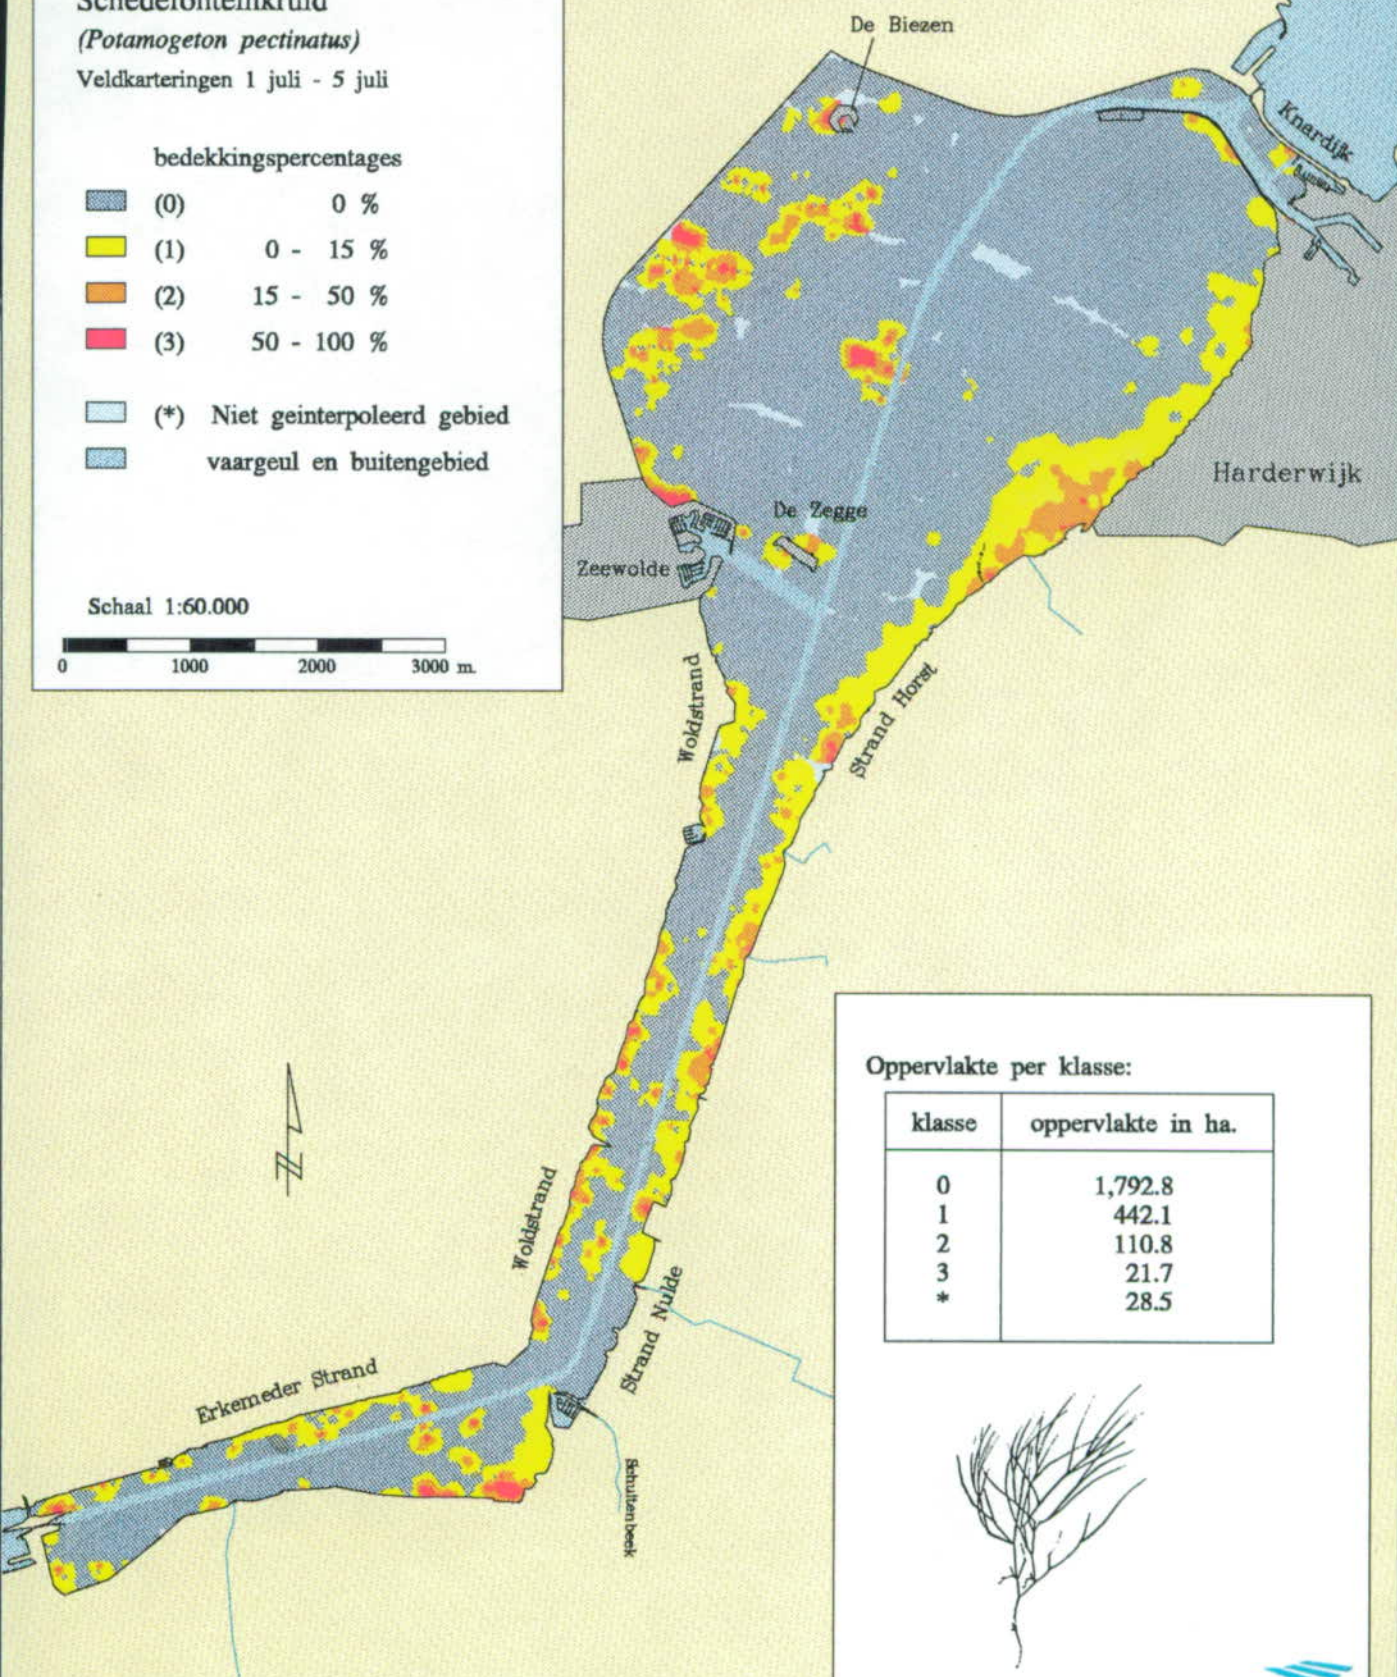 Schedefonteinkruid
(Potamogeton pectinatus)
Veldkarteringen 1 juli - 5 juli
bedekkingspercentages
(0) 0 %
(1) 0 - 15 %
(2) 15 - 50 %
(3) 50 - 100 %
(*) Niet geinterpoleerd gebied
vaargeul en buitengebied
Schaal 1:60.000
0 1000 2000 3000 m.
De Biezen
Knardijk
Harderwijk
De Zegge
Zeewolde
Woldstrand
Strand Horst
Woldstrand
Strand Nulde
Erkemeder Strand
Schuitenbeek
Oppervlakte per klasse:
klasse oppervlakte in ha.
0 1,792.8
1 442.1
2 110.8
3 21.7
* 28.5